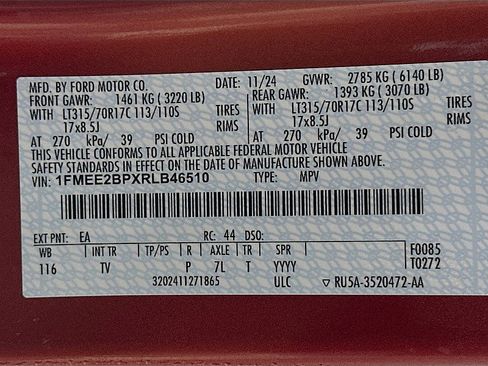 MFD. BY FORD MOTOR CO. DATE: 11/24 GVWR: 2785 KG (6140 LB)
FRONT GAWR: 1461 KG (3220 LB) REAR GAWR: 1393 KG (3070 LB)
WITH LT315/70R17C 113/110S TIRES WITH LT315/70R17C 113/110S TIRES
17x8.5J RIMS 17x8.5J RIMS
AT 270 kPa/ 39 PSI COLD AT 270 kPa/ 39 PSI COLD
THIS VEHICLE CONFORMS TO ALL APPLICABLE FEDERAL MOTOR VEHICLE
SAFETY STANDARDS IN EFFECT ON THE DATE OF MANUFACTURE SHOWN ABOVE.
VIN: 1FMEE2BPXRLB46510 TYPE: MPV
EXT PNT: EA RC: 44 DSO:
WB INT TR TP/PS R AXLE TR SPR F0085
116 TV P 7L T YYYY T0272
3202411271865 ULC ▽ RU5A-3520472-AA